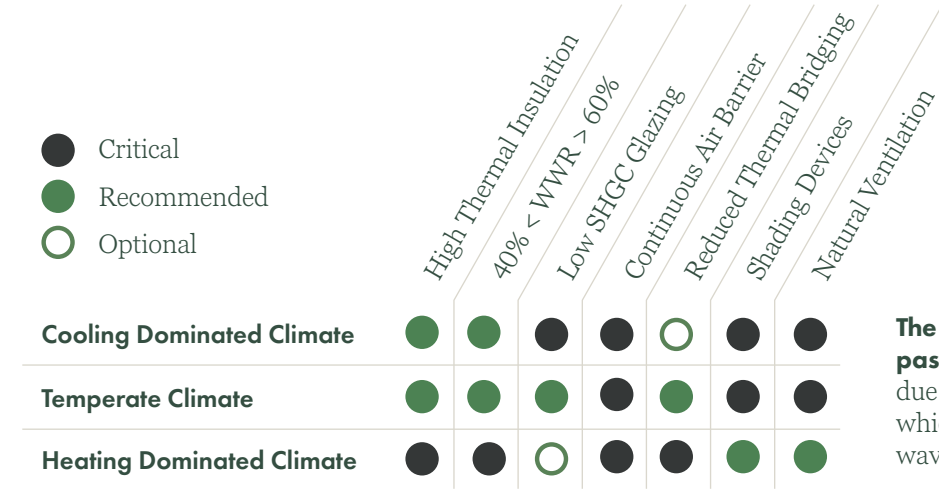 Critical
Recommended
Optional
High Thermal Insulation
40% < WWR > 60%
Low SHGC Glazing
Continuous Air Barrier
Reduced Thermal Bridging
Shading Devices
Natural Ventilation
Cooling Dominated Climate
Temperate Climate
Heating Dominated Climate
The
pas
due
whi
wav